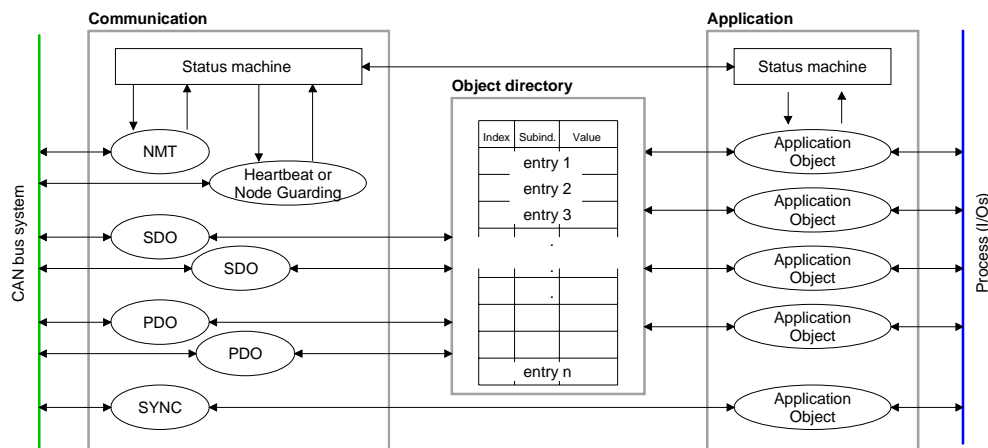 Communication
Application
Status machine
Status machine
Object directory
Index Subind. Value
entry 1
entry 2
entry 3
.
.
.
entry n
NMT
Heartbeat or
Node Guarding
SDO
SDO
PDO
PDO
SYNC
Application
Object
Application
Object
Application
Object
Application
Object
Application
Object
CAN bus system
Process (I/Os)